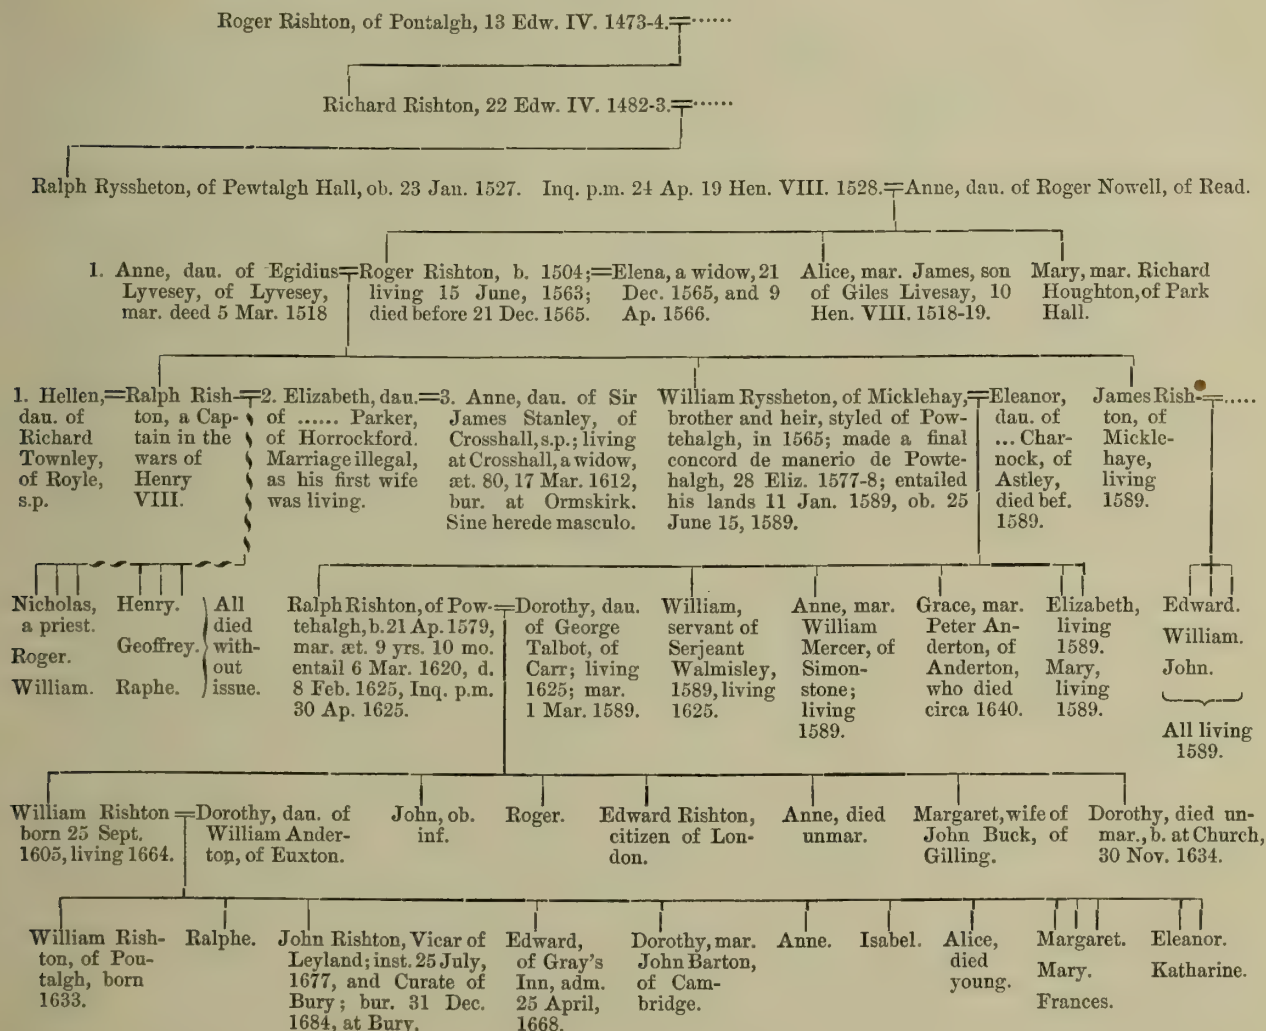 Roger Rishton, of Pontalgh, 13 Edw. IV. 1473-4.=······
Richard Rishton, 22 Edw. IV. 1482-3.=······
Ralph Ryssheton, of Pewtalgh Hall, ob. 23 Jan. 1527. Inq. p.m. 24 Ap. 19 Hen. VIII. 1528.=Anne, dau. of Roger Nowell, of Read.
1. Anne, dau. of Egidius=
Lyvesey, of Lyvesey,
mar. deed 5 Mar. 1518
Roger Rishton, b. 1504;=
living 15 June, 1563;
died before 21 Dec. 1565.
Elena, a widow, 21
Dec. 1565, and 9
Ap. 1566.
Alice, mar. James, son
of Giles Livesay, 10
Hen. VIII. 1518-19.
Mary, mar. Richard
Houghton, of Park
Hall.
1. Hellen,=
dau. of
Richard
Townley,
of Royle,
s.p.
Ralph Rish-=
ton, a Cap-
tain in the
wars of
Henry
VIII.
2. Elizabeth, dau.=
of ...... Parker,
of Horrockford.
Marriage illegal,
as his first wife
was living.
3. Anne, dau. of Sir
James Stanley, of
Crosshall, s.p.; living
at Crosshall, a widow,
æt. 80, 17 Mar. 1612,
bur. at Ormskirk.
Sine herede masculo.
William Ryssheton, of Micklehay,=
brother and heir, styled of Pow-
tehalgh, in 1565; made a final
concord de manerio de Powte-
halgh, 28 Eliz. 1577-8; entailed
his lands 11 Jan. 1589, ob. 25
June 15, 1589.
Eleanor,
dau. of
... Char-
nock, of
Astley,
died bef.
1589.
James Rish-=.....
ton, of
Mickle-
haye,
living
1589.
Nicholas,
a priest.
Roger.
William.
Henry.
Geoffrey.
Raphe.
All
died
with-
out
issue.
Ralph Rishton, of Pow-=
tehalgh, b. 21 Ap. 1579,
mar. æt. 9 yrs. 10 mo.
entail 6 Mar. 1620, d.
8 Feb. 1625, Inq. p.m.
30 Ap. 1625.
Dorothy, dau.
of George
Talbot, of
Carr; living
1625; mar.
1 Mar. 1589.
William,
servant of
Serjeant
Walmisley,
1589, living
1625.
Anne, mar.
William
Mercer, of
Simon-
stone;
living
1589.
Grace, mar.
Peter An-
derton, of
Anderton,
who died
circa 1640.
Elizabeth,
living
1589.
Mary,
living
1589.
Edward.
William.
John.
All living
1589.
William Rishton=
born 25 Sept.
1605, living 1664.
Dorothy, dau. of
William Ander-
ton, of Euxton.
John, ob.
inf.
Roger.
Edward Rishton,
citizen of Lon-
don.
Anne, died
unmar.
Margaret, wife of
John Buck, of
Gilling.
Dorothy, died un-
mar., b. at Church,
30 Nov. 1634.
William Rish-
ton, of Pou-
talgh, born
1633.
Ralphe.
John Rishton, Vicar of
Leyland; inst. 25 July,
1677, and Curate of
Bury; bur. 31 Dec.
1684, at Bury.
Edward,
of Gray's
Inn, adm.
25 April,
1668.
Dorothy, mar.
John Barton,
of Cam-
bridge.
Anne.
Isabel.
Alice,
died
young.
Margaret.
Mary.
Frances.
Eleanor.
Katharine.